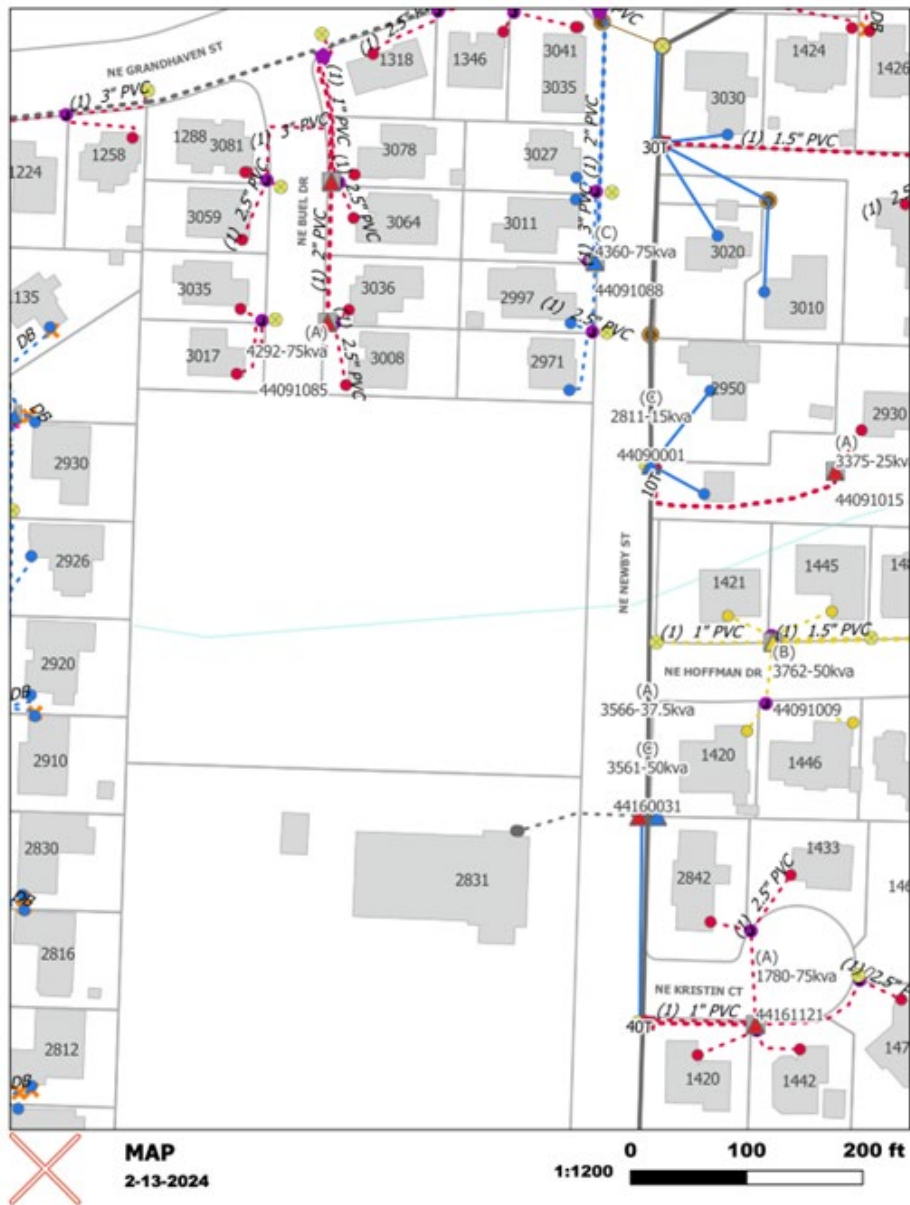 NE GRANDHAVEN ST
(1) 3" PVC
(1) 2.5"
1318
1346
3041
3035
PVC
1424
DB
1426
3030
30T
(1) 1.5" PVC
1224
1258
1288
3081
(1) 3" PVC
(1) 1" PVC
3078
3027
(1) 2" PVC
3059
(1) 2.5" PVC
NE BUEL DR
(1) 2.5" PVC
3064
3011
(1) 3" PVC
(C)
4360-75kva
44091088
3020
3010
(1) 2.5
1135
DB
3035
3017
(1) 2" PVC
3036
(A)
4292-75kva
44091085
(1) 2.5" PVC
3008
2997
(1) 2.5" PVC
2971
2950
(C)
2811-15kva
44090001
10T
2930
(A)
3375-25kva
44091015
DB
2930
2926
2920
DB
2910
2830
DB
2816
2812
DB
NE NEWBY ST
1421
1445
(1) 1" PVC
(1) 1.5" PVC
NE HOFFMAN DR
(B)
3762-50kva
44091009
(A)
3566-37.5kva
(C)
3561-50kva
44160031
1420
1446
2831
2842
1433
(1) 2.5" PVC
(A)
1780-75kva
NE KRISTIN CT
44161121
(1) 1" PVC
40T
1420
1442
MAP
2-13-2024
1:1200
0 100 200 ft